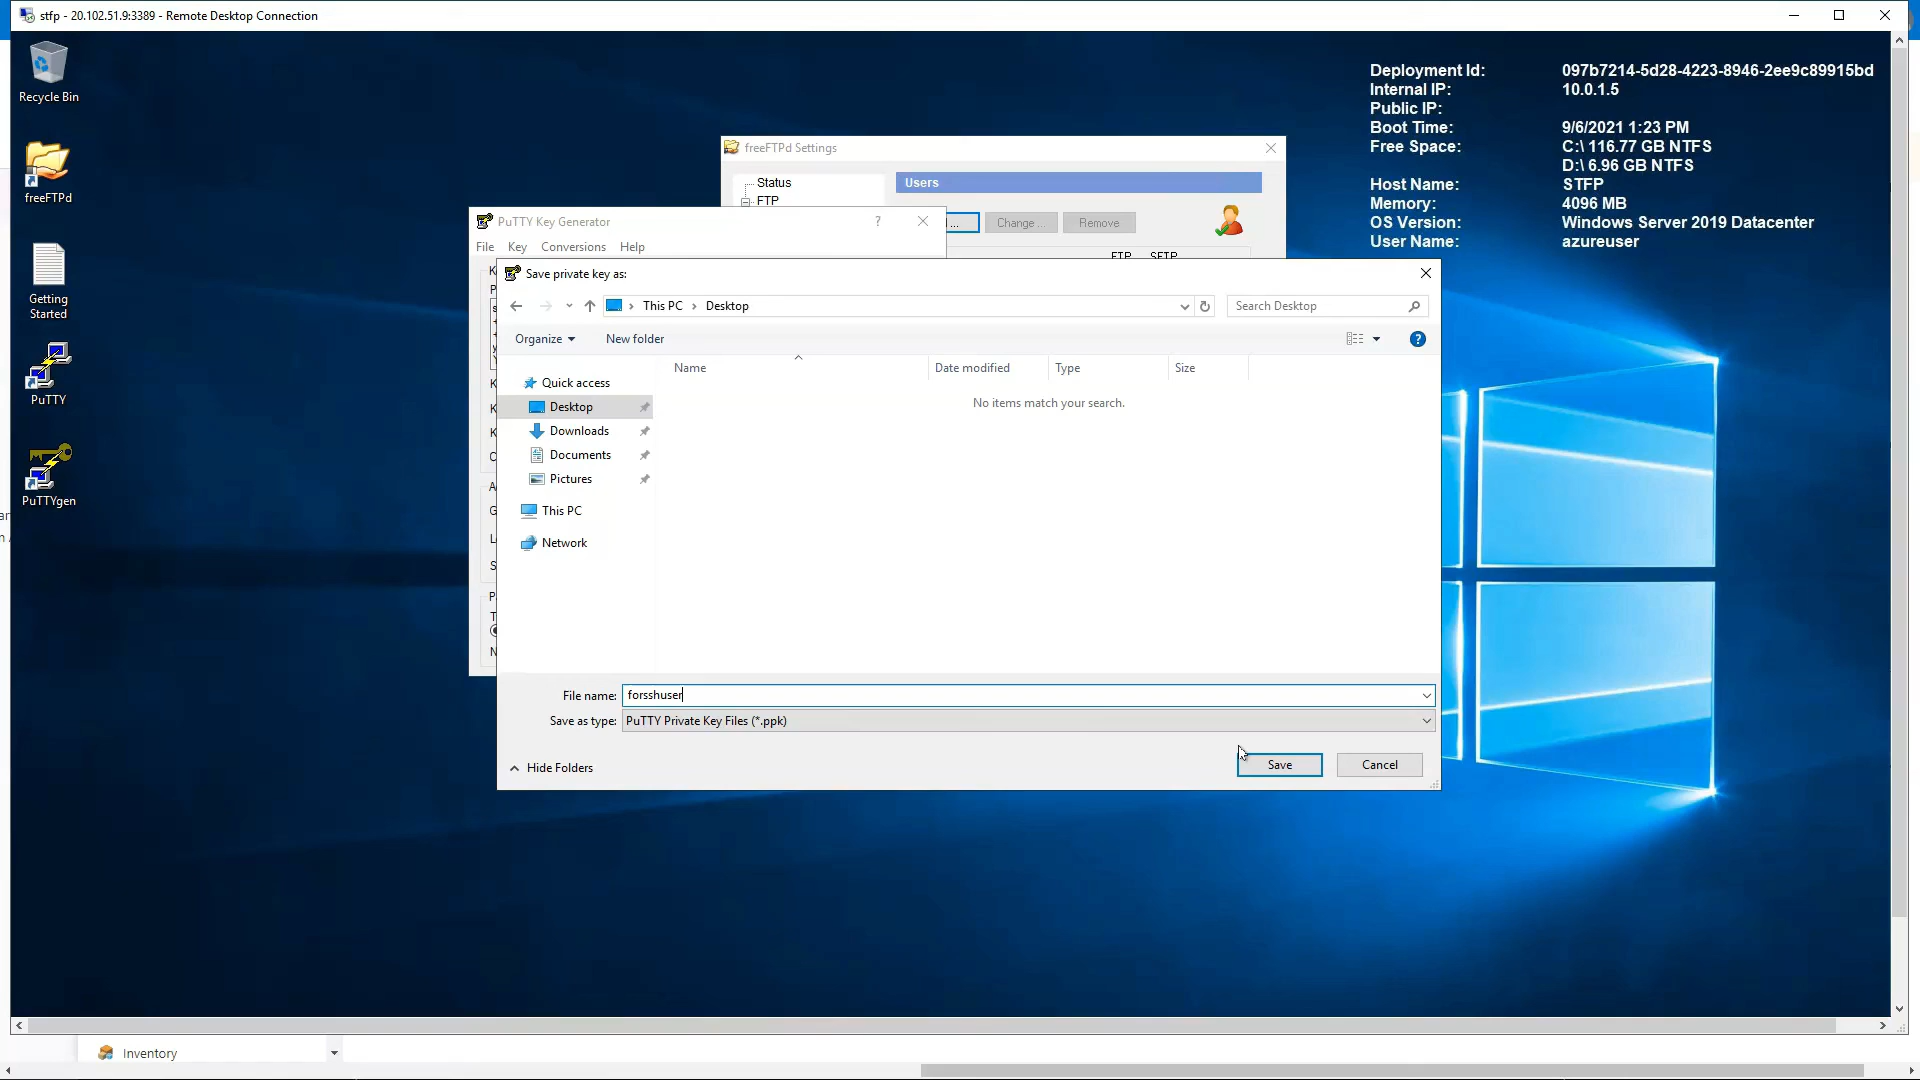 stfp - 20.102.51.9:3389 - Remote Desktop Connection
Recycle Bin
freeFTPd
Getting
Started
PuTTY
PuTTYgen
Deployment Id: 097b7214-5d28-4223-8946-2ee9c89915bd
Internal IP: 10.0.1.5
Public IP:
Boot Time: 9/6/2021 1:23 PM
Free Space: C:\ 116.77 GB NTFS
D:\ 6.96 GB NTFS
Host Name: STFP
Memory: 4096 MB
OS Version: Windows Server 2019 Datacenter
User Name: azureuser
freeFTPd Settings
Status
FTP
Users
... Change ... Remove
FTP SFTP
PuTTY Key Generator ?
File Key Conversions Help
Save private key as:
This PC Desktop
Search Desktop
Organize New folder
Name Date modified Type Size
No items match your search.
Quick access
Desktop
Downloads
Documents
Pictures
This PC
Network
File name: forsshuser
Save as type: PuTTY Private Key Files (*.ppk)
Hide Folders
Save Cancel
Inventory